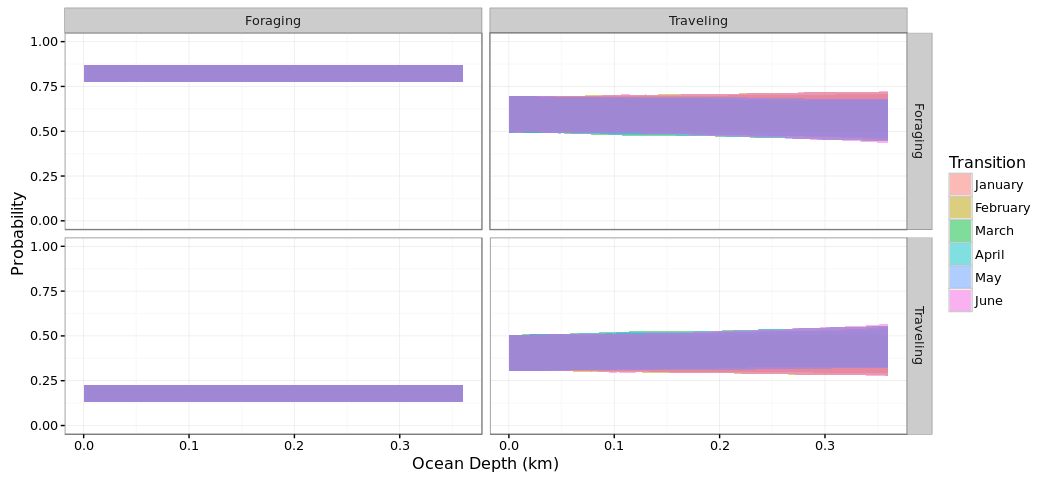 Foraging
Traveling
1.00
0.75
0.50
0.25
0.00
Foraging
1.00
0.75
0.50
0.25
0.00
Traveling
Probability
0.0
0.1
0.2
0.3
0.0
0.1
0.2
0.3
Ocean Depth (km)
Transition
January
February
March
April
May
June